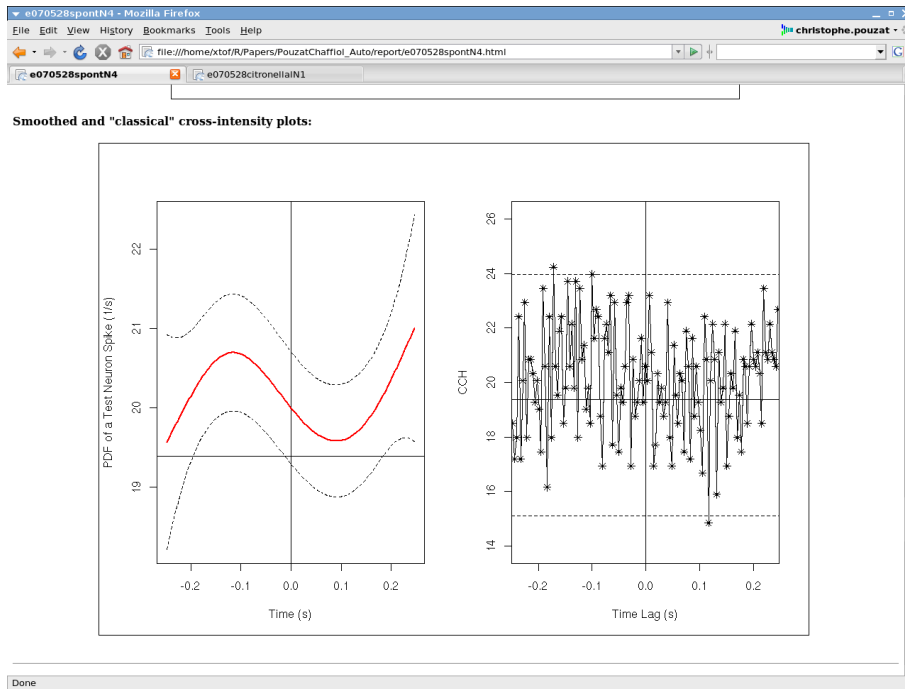 e070528spontN4 - Mozilla Firefox
File Edit View History Bookmarks Tools Help
christophe.pouzat
file:///home/xtof/R/Papers/PouzatChaffiol_Auto/report/e070528spontN4.html
G
e070528spontN4
e070528citronellalN1
Smoothed and "classical" cross-intensity plots:
PDF of a Test Neuron Spike (1/s)
22
21
20
19
-0.2 -0.1 0.0 0.1 0.2
Time (s)
CCH
26
24
22
20
18
16
14
-0.2 -0.1 0.0 0.1 0.2
Time Lag (s)
Done